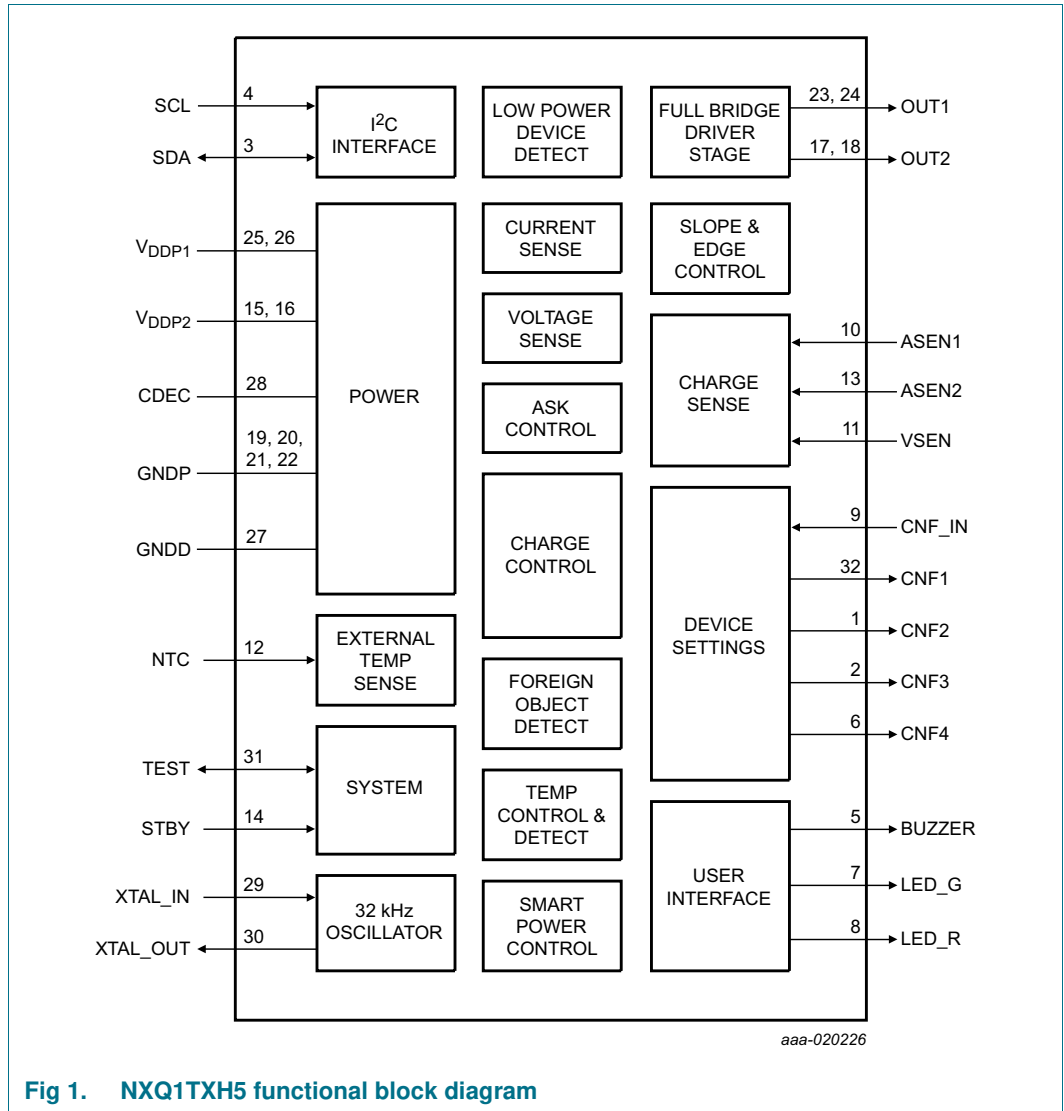 SCL
4
I2C
INTERFACE
SDA
3
LOW POWER
DEVICE
DETECT
FULL BRIDGE
DRIVER
STAGE
23, 24
OUT1
17, 18
OUT2
VDDP1
25, 26
VDDP2
15, 16
CDEC
28
19, 20,
21, 22
GNDP
GNDD
27
POWER
CURRENT
SENSE
SLOPE &
EDGE
CONTROL
VOLTAGE
SENSE
ASK
CONTROL
CHARGE
SENSE
10
ASEN1
13
ASEN2
11
VSEN
CHARGE
CONTROL
DEVICE
SETTINGS
9
CNF_IN
32
CNF1
1
CNF2
2
CNF3
6
CNF4
NTC
12
EXTERNAL
TEMP
SENSE
FOREIGN
OBJECT
DETECT
TEST
31
STBY
14
SYSTEM
TEMP
CONTROL &
DETECT
USER
INTERFACE
5
BUZZER
7
LED_G
8
LED_R
XTAL_IN
29
XTAL_OUT
30
32 kHz
OSCILLATOR
SMART
POWER
CONTROL
aaa-020226
Fig 1. NXQ1TXH5 functional block diagram